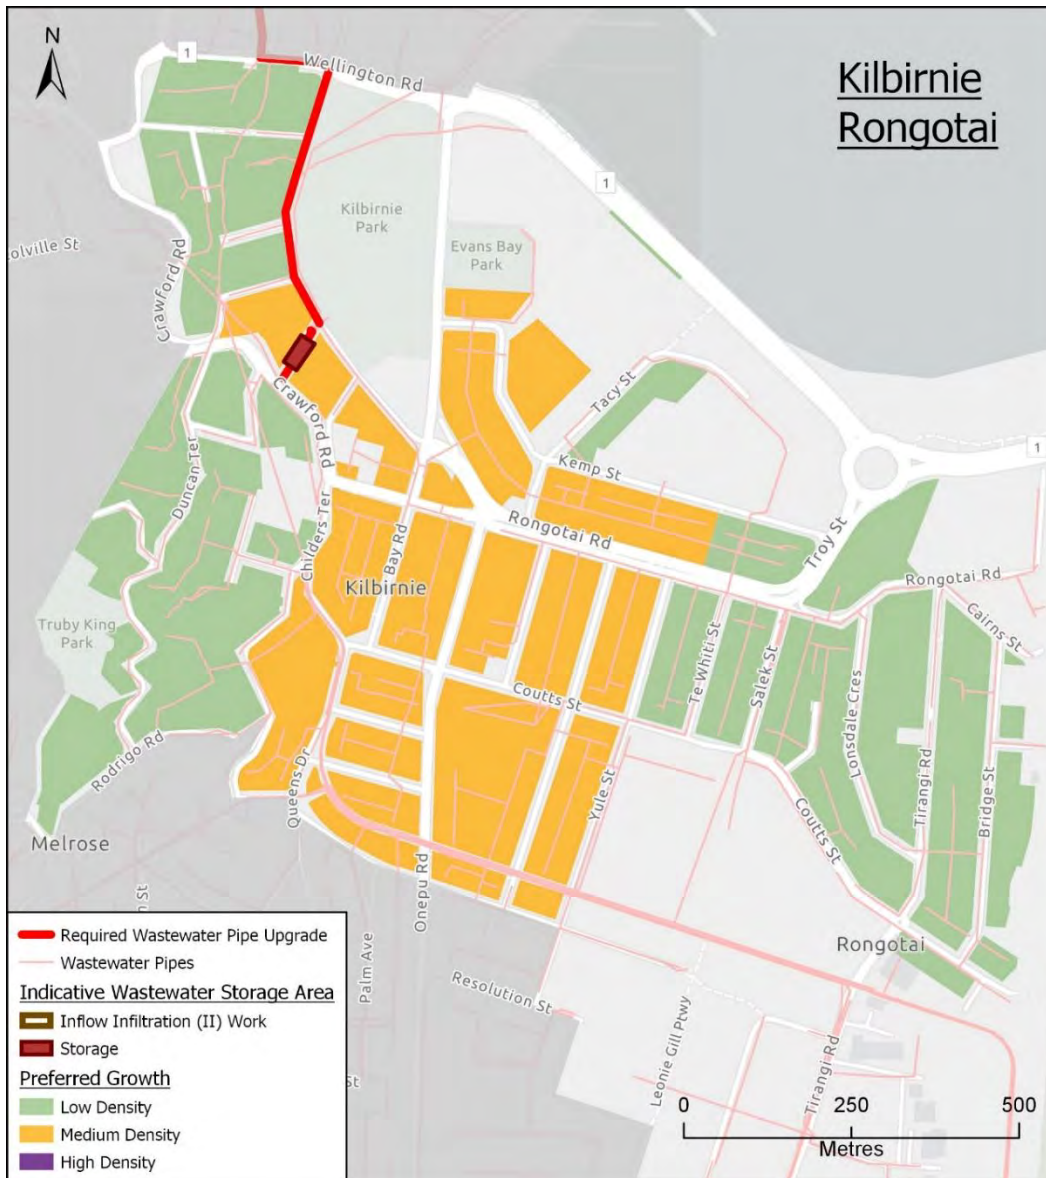 N
1
Wellington Rd
Kilbirnie
Rongotai
Kilbirnie
Park
1
olville St
Crawford Rd
Evans Bay
Park
Tacy St
Crawford Rd
Duncan Ter
Kemp St
1
Childers Ter
Bay Rd
Rongotai Rd
Troy St
Kilbirnie
Rongotai Rd
Cairns St
Truby King
Park
Te Whiti St
Salek St
Lonsdale Cres
Coutts St
Tirangi Rd
Bridge St
Rodrigo Rd
Queens Dr
Yule St
Coutts St
Melrose
Onepu Rd
n St
Rongotai
Palm Ave
Resolution St
Leonie Gill Ptwy
Tirangi Rd
St
Required Wastewater Pipe Upgrade
Wastewater Pipes
Indicative Wastewater Storage Area
Inflow Infiltration (II) Work
Storage
Preferred Growth
Low Density
Medium Density
High Density
0 250 500
Metres